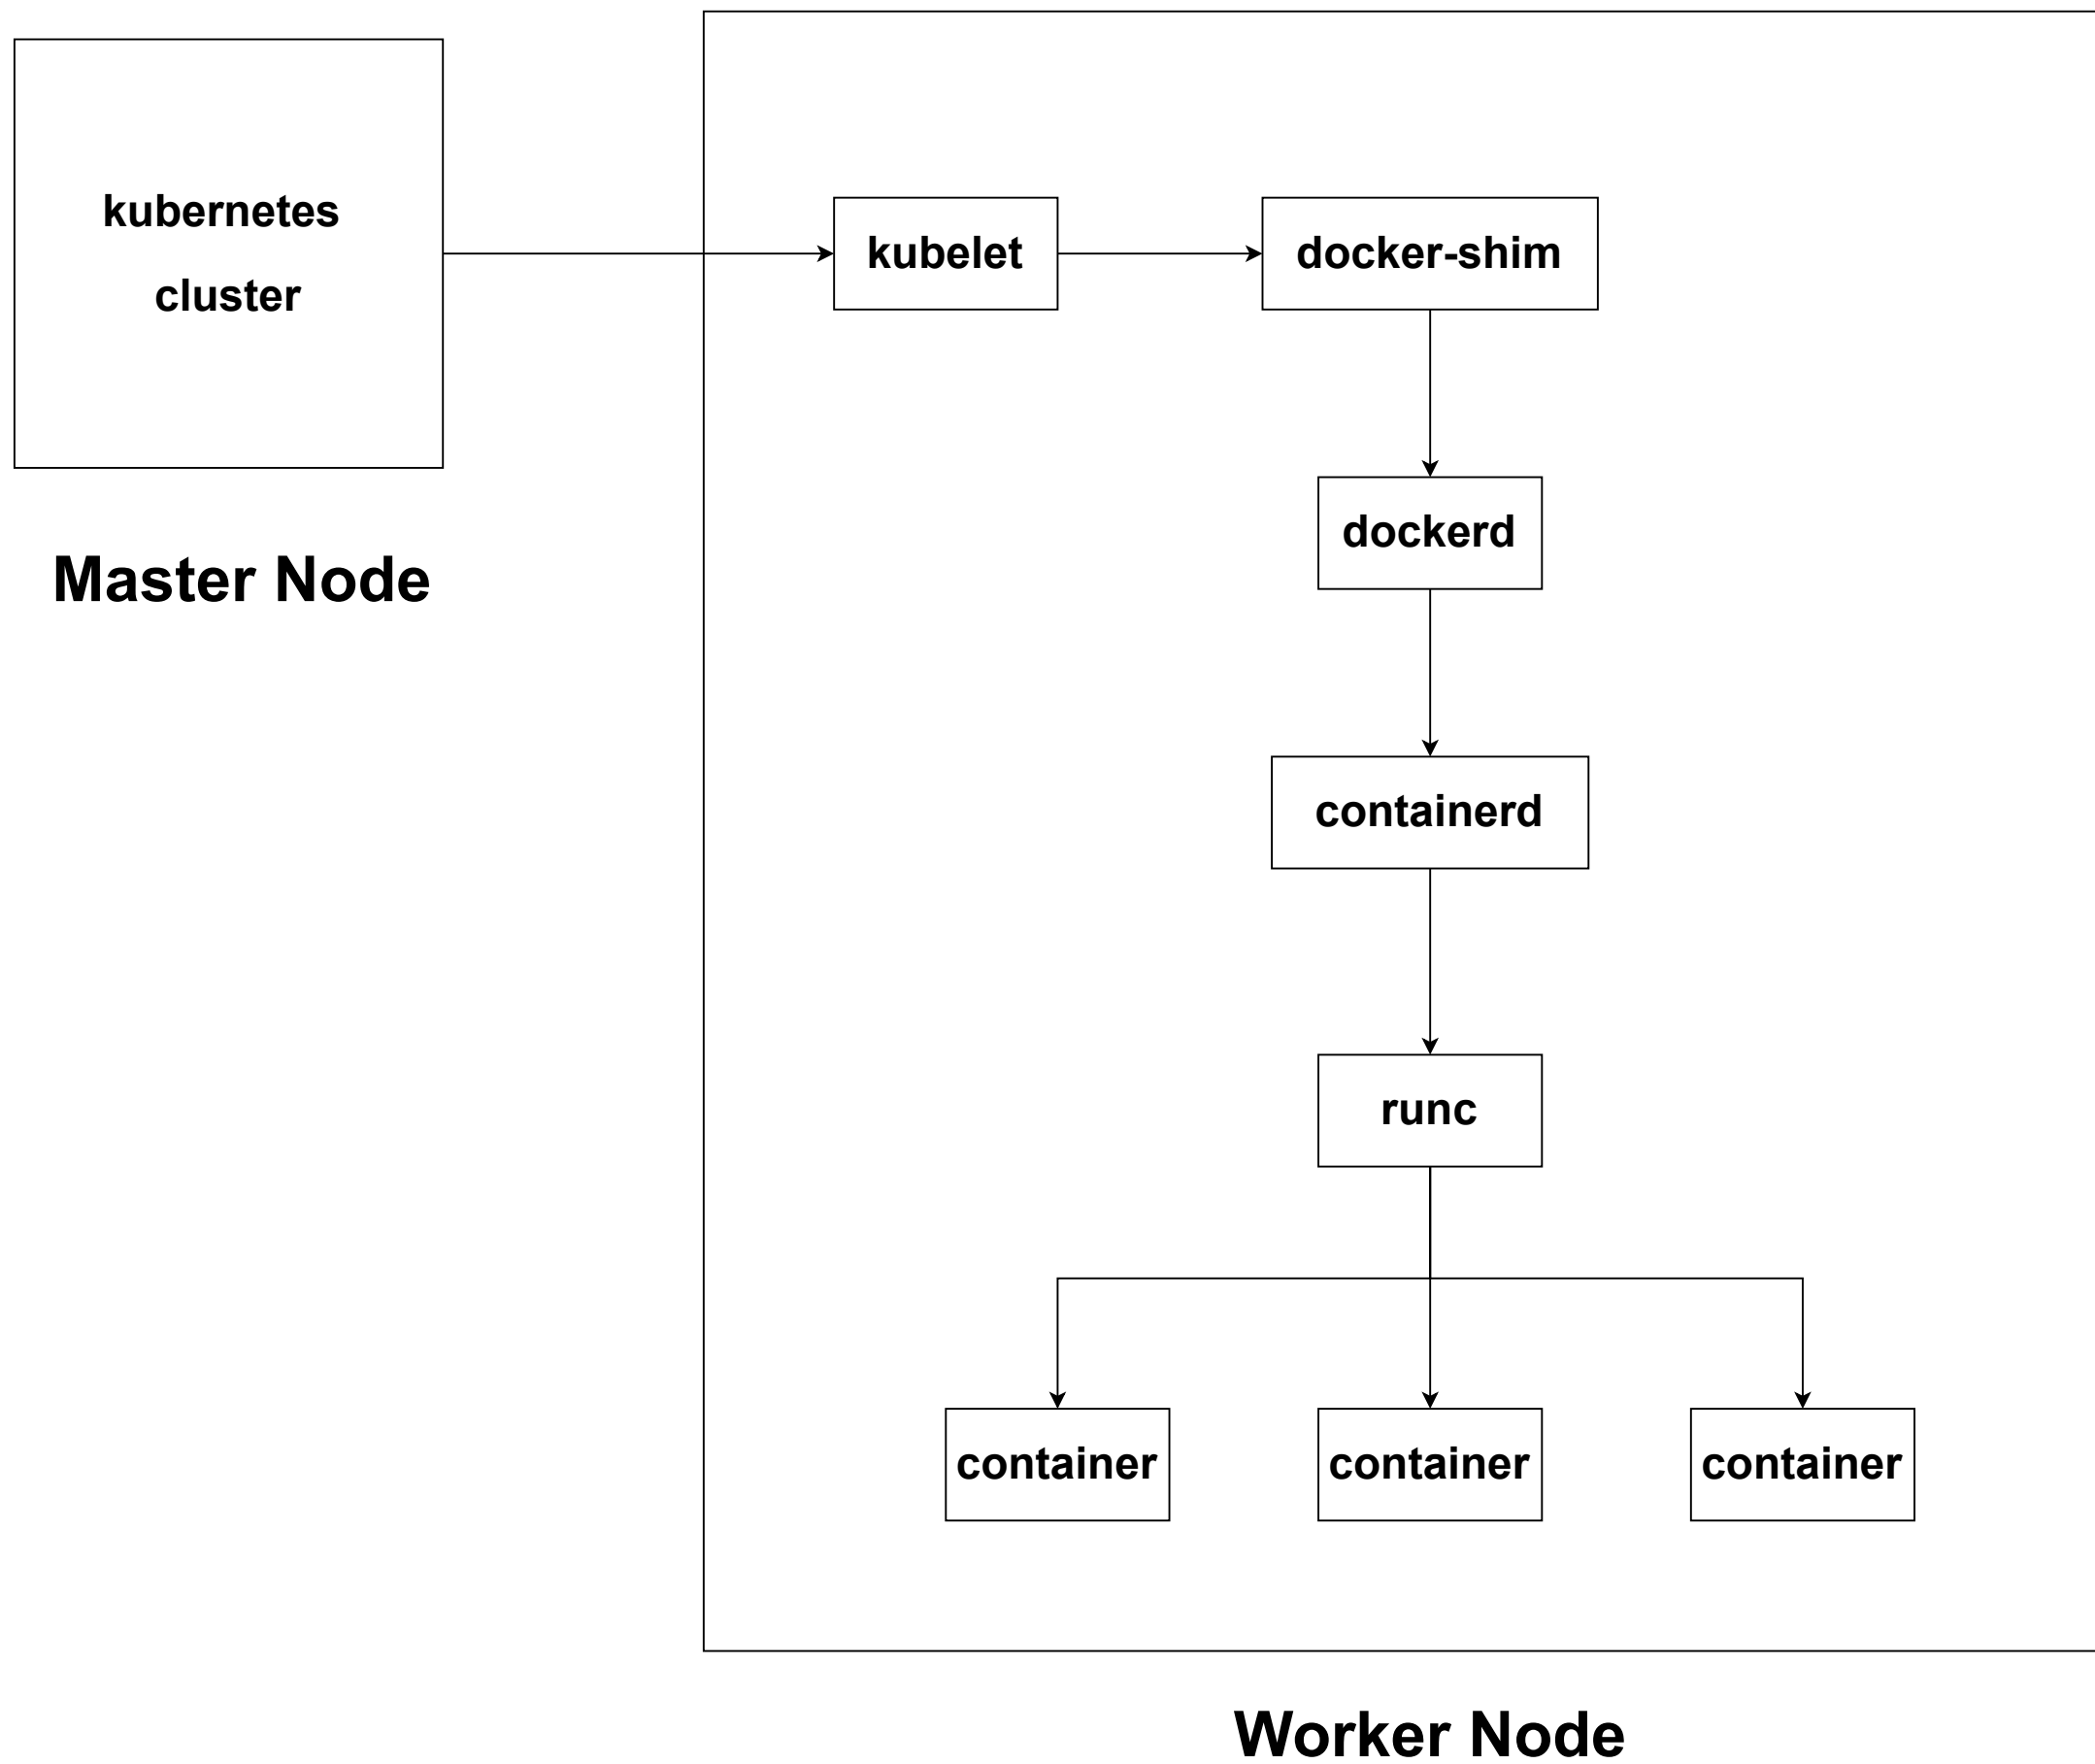 kubernetes
cluster
Master Node
kubelet
docker-shim
dockerd
containerd
runc
container
container
container
Worker Node